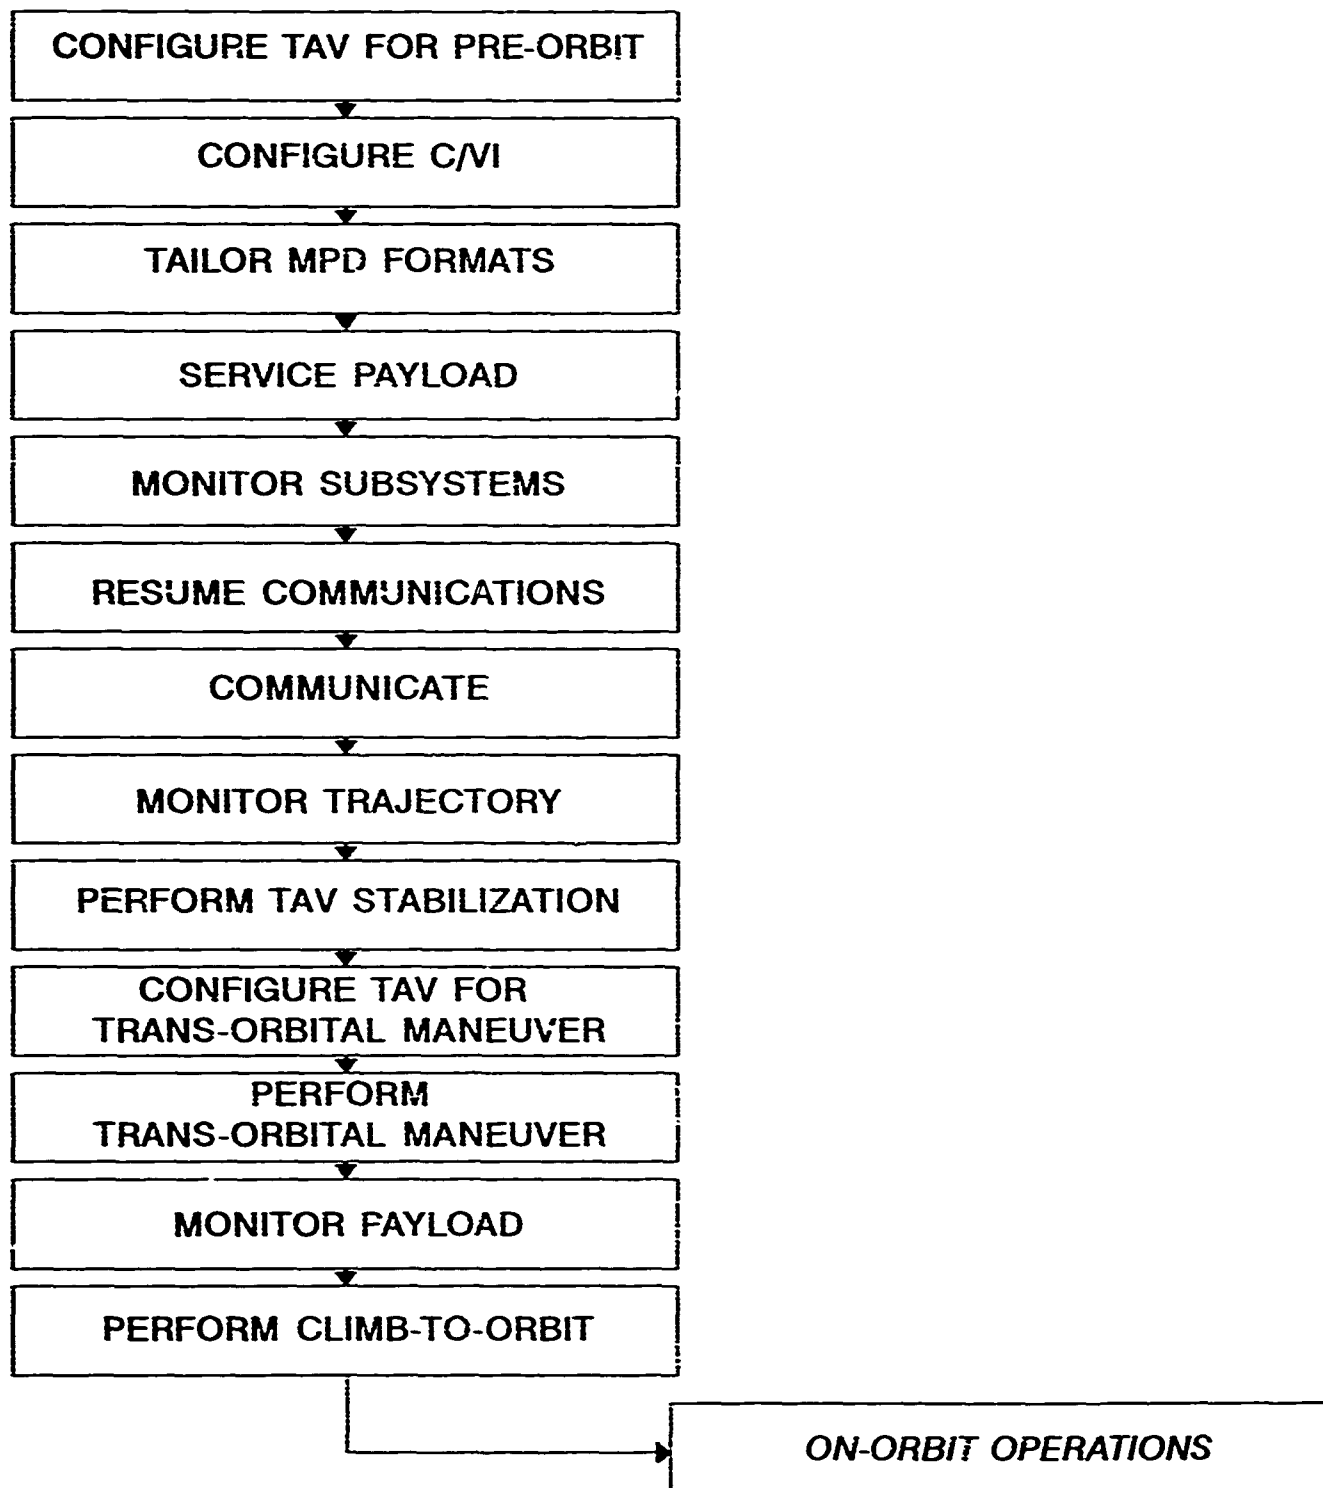 CONFIGURE TAV FOR PRE-ORBIT
CONFIGURE C/VI
TAILOR MPD FORMATS
SERVICE PAYLOAD
MONITOR SUBSYSTEMS
RESUME COMMUNICATIONS
COMMUNICATE
MONITOR TRAJECTORY
PERFORM TAV STABILIZATION
CONFIGURE TAV FOR
TRANS-ORBITAL MANEUVER
PERFORM
TRANS-ORBITAL MANEUVER
MONITOR PAYLOAD
PERFORM CLIMB-TO-ORBIT
ON-ORBIT OPERATIONS